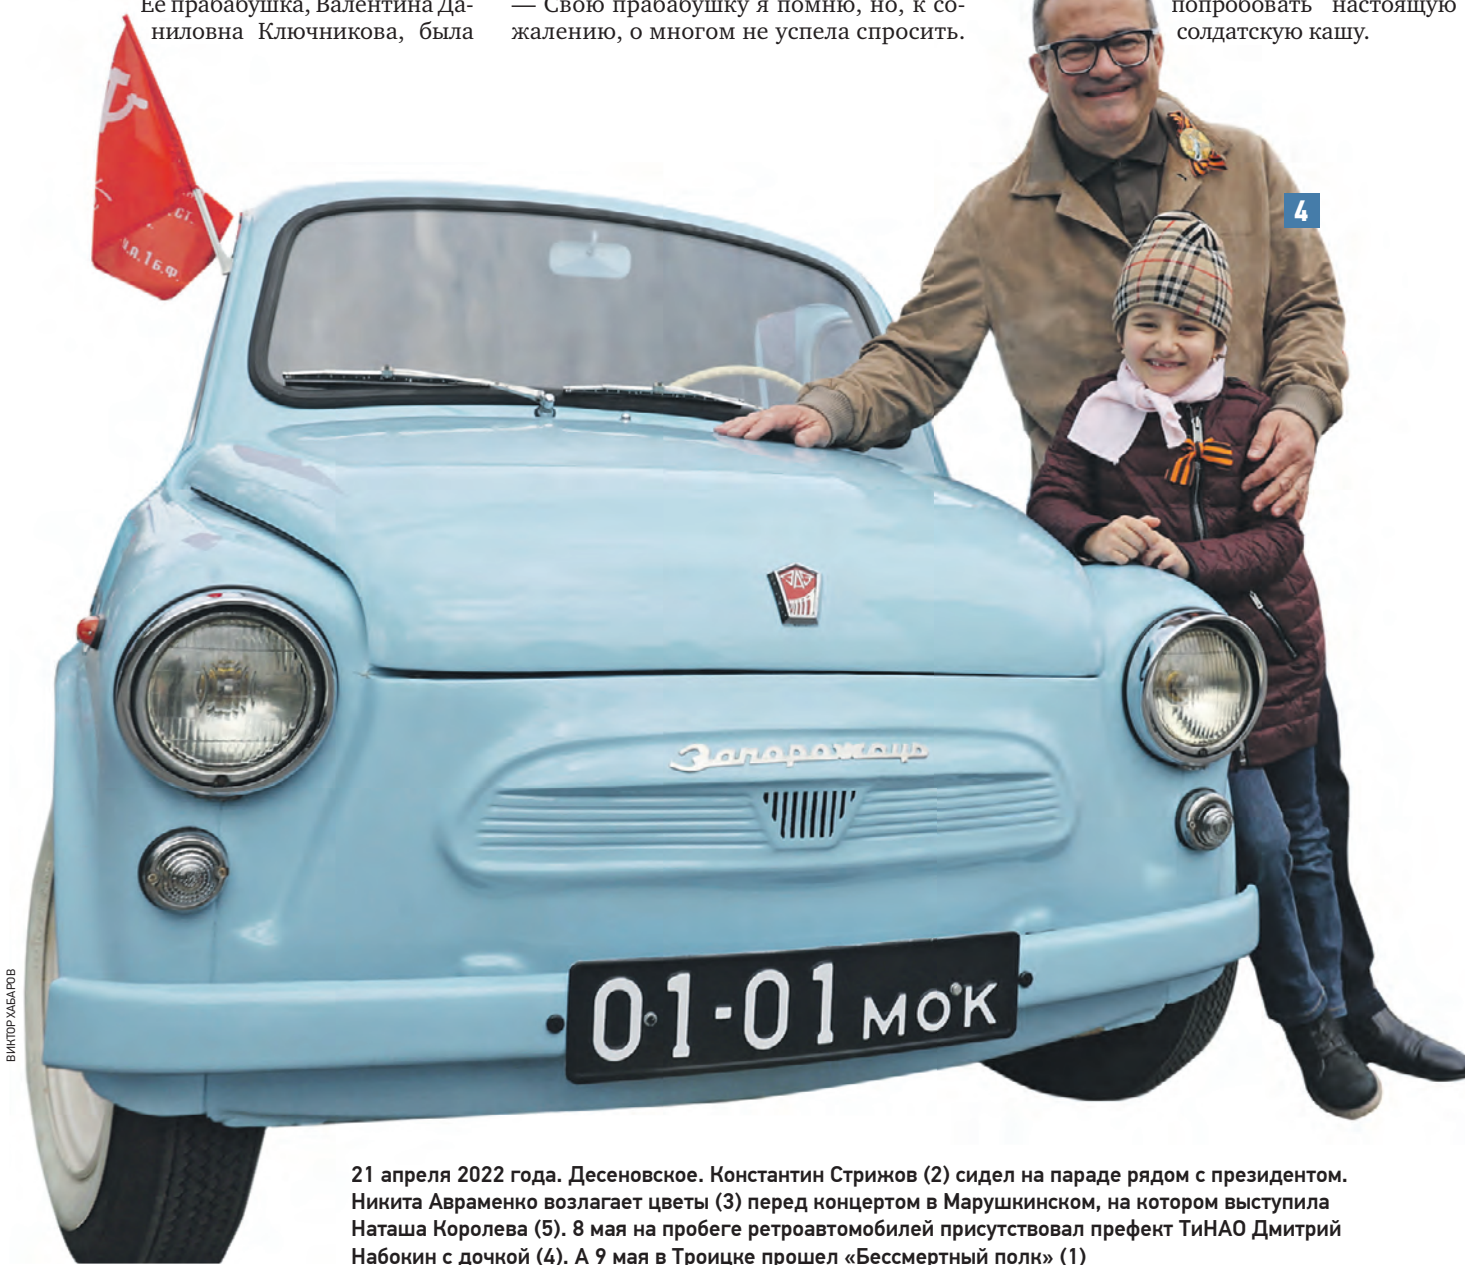 Ее прабабушка, Валентина Да-
ниловна Ключникова, была
— Свою прабабушку я помню, но, к со-
жалению, о многом не успела спросить.
попробовать настоящую
солдатскую кашу.
4
Запорожець
01-01 МОК
ВИКТОР ХАБАРОВ
21 апреля 2022 года. Десеновское. Константин Стрижов (2) сидел на параде рядом с президентом.
Никита Авраменко возлагает цветы (3) перед концертом в Марушкинском, на котором выступила
Наташа Королева (5). 8 мая на пробеге ретроавтомобилей присутствовал префект ТиНАО Дмитрий
Набокин с дочкой (4). А 9 мая в Троицке прошел «Бессмертный полк» (1)